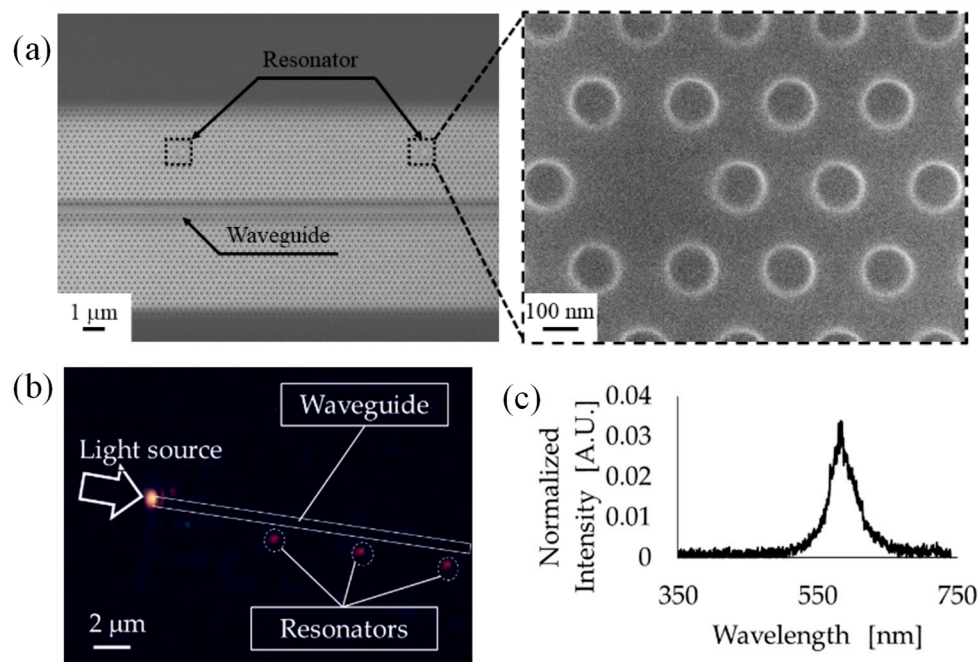 (a)
Resonator
Waveguide
1 μm
100 nm
(b)
Waveguide
Light source
Resonators
2 μm
(c)
Normalized
Intensity [A.U.]
0.04
0.03
0.02
0.01
0
350
550
750
Wavelength [nm]